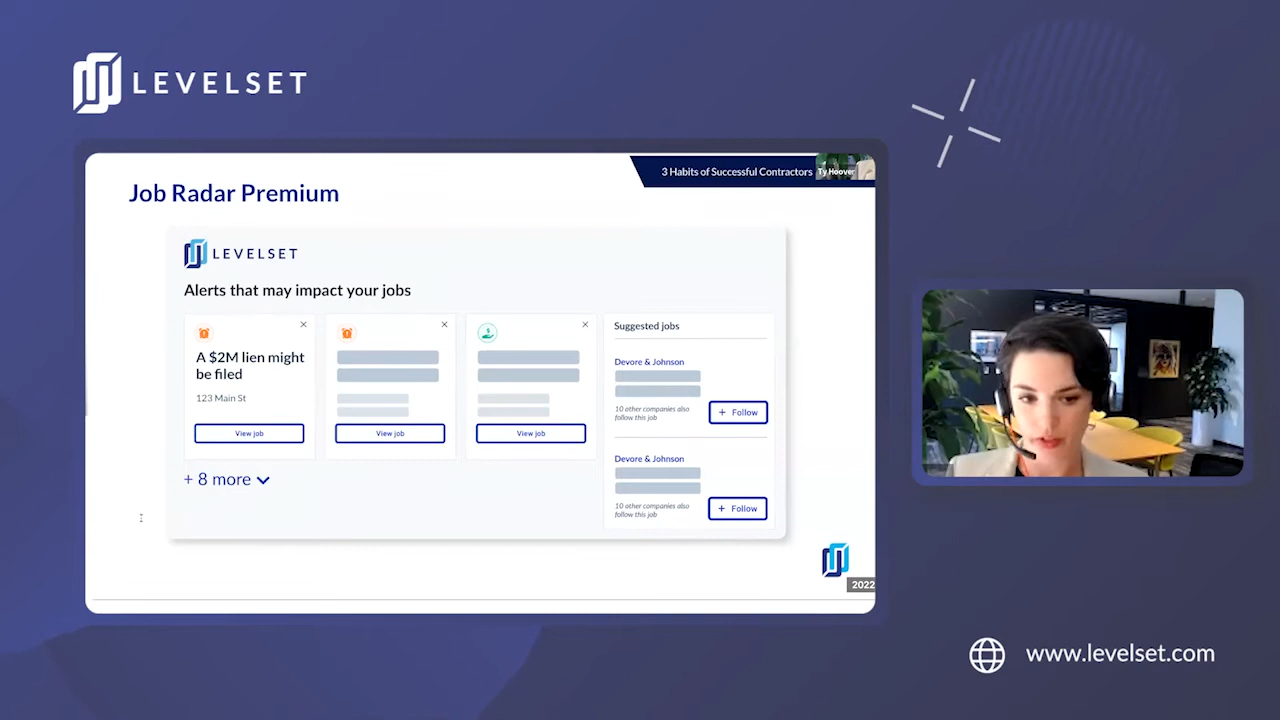 LEVELSET
3 Habits of Successful Contractors
Ty Hoover
Job Radar Premium
LEVELSET
Alerts that may impact your jobs
A $2M lien might
be filed
123 Main St
View job
View job
View job
+ 8 more
Suggested jobs
Devore & Johnson
10 other companies also
follow this job
+ Follow
Devore & Johnson
10 other companies also
follow this job
+ Follow
2022
www.levelset.com